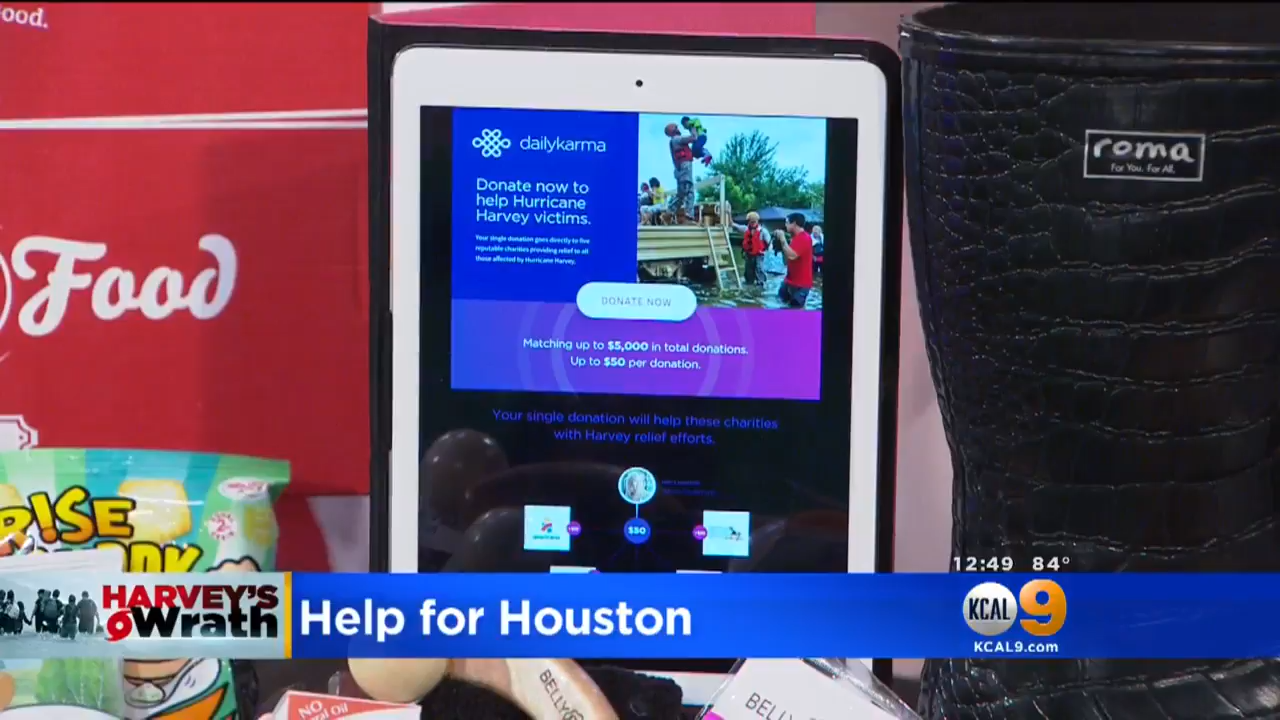 ood.
Food
dailykarma
Donate now to
help Hurricane
Harvey victims.
Your single donation goes directly to five
reputable charities providing relief to all
those affected by Hurricane Harvey.
DONATE NOW
Matching up to $5,000 in total donations.
Up to $50 per donation.
Your single donation will help these charities
with Harvey relief efforts.
$50
roma
For You. For All.
12:49 84°
HARVEY'S
Wrath
Help for Houston
KCAL 9
KCAL9.com
NO
BELLY
BELLY